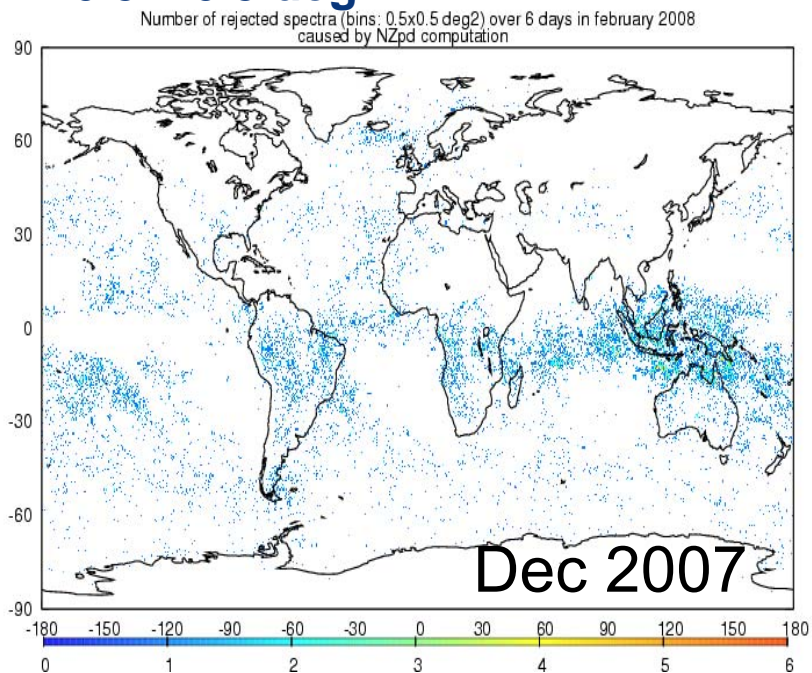 Number of rejected spectra (bins: 0.5x0.5 deg2) over 6 days in february 2008
caused by NZpd computation
90
60
30
0
-30
-60
-90
Dec 2007
-180 -150 -120 -90 -60 -30 0 30 60 90 120 150 180
0 1 2 3 4 5 6